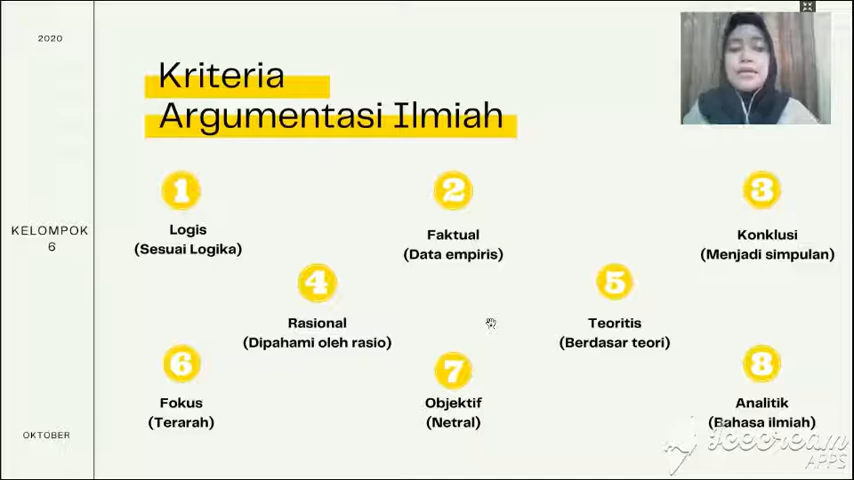 2020
Kriteria
Argumentasi Ilmiah
KELOMPOK
6
1
Logis
(Sesuai Logika)
2
Faktual
(Data empiris)
3
Konklusi
(Menjadi simpulan)
4
Rasional
(Dipahami oleh rasio)
5
Teoritis
(Berdasar teori)
6
Fokus
(Terarah)
7
Objektif
(Netral)
8
Analitik
(Bahasa ilmiah)
OKTOBER
Icecream
APPS